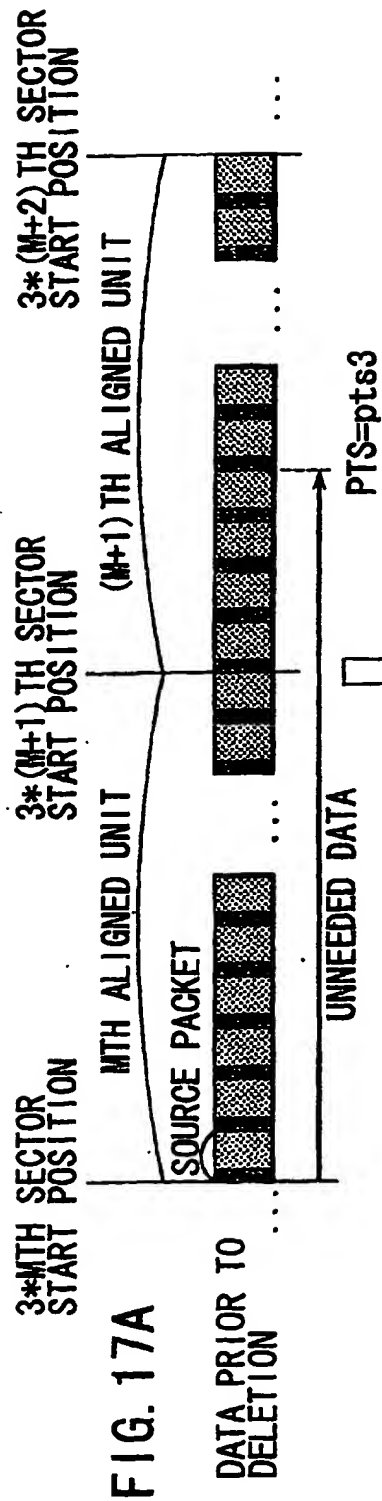 FIG. 17A
3*MTH SECTOR
START POSITION
3*(M+1)TH SECTOR
START POSITION
3*(M+2)TH SECTOR
START POSITION
MTH ALIGNED UNIT
(M+1)TH ALIGNED UNIT
SOURCE PACKET
DATA PRIOR TO
DELETION
...
...
...
...
UNNEEDED DATA
PTS=pts3